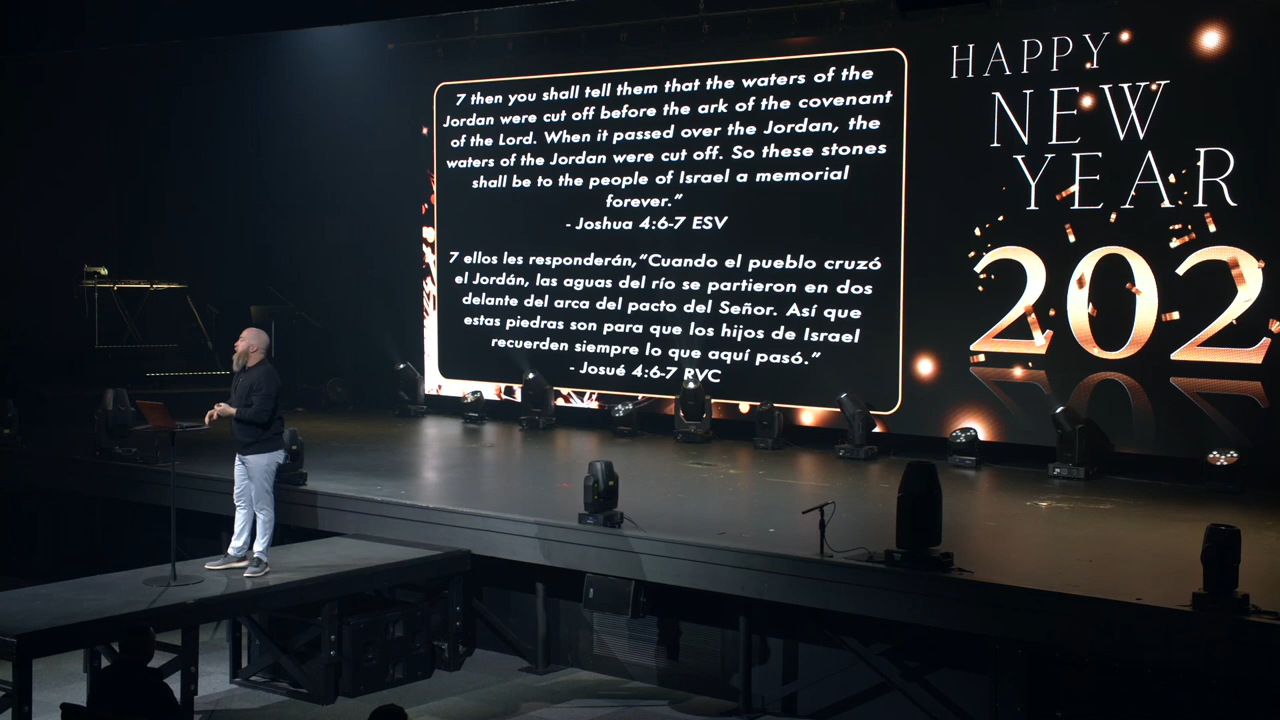 7 then you shall tell them that the waters of the
Jordan were cut off before the ark of the covenant
of the Lord. When it passed over the Jordan, the
waters of the Jordan were cut off. So these stones
shall be to the people of Israel a memorial
forever.”
- Joshua 4:6-7 ESV
7 ellos les responderán,“Cuando el pueblo cruzó
el Jordán, las aguas del río se partieron en dos
delante del arca del pacto del Señor. Así que
estas piedras son para que los hijos de Israel
recuerden siempre lo que aquí pasó.”
- Josué 4:6-7 RVC
HAPPY
NEW
YEAR
202